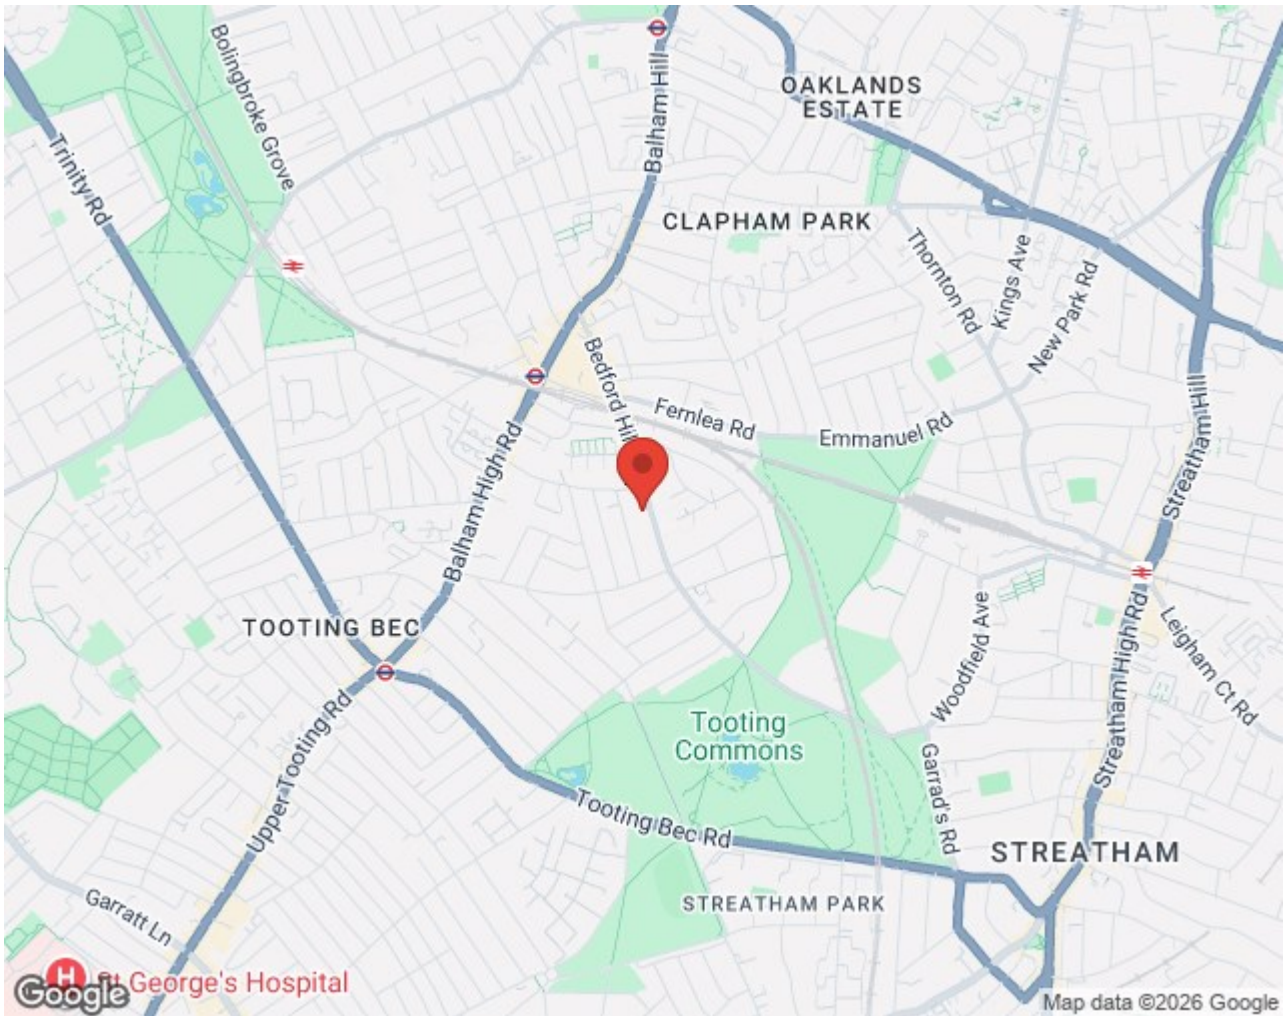 Bolingbroke Grove
Balham Hill
OAKLANDS
ESTATE
Trinity Rd
CLAPHAM PARK
Thornton Rd
Kings Ave
New Park Rd
Bedford Hill
Fernlea Rd
Emmanuel Rd
Streatham Hill
Balham High Rd
TOOTING BEC
Woodfield Ave
Leigham Ct Rd
Streatham High Rd
Upper Tooting Rd
Tooting
Commons
Garrad's Rd
Tooting Bec Rd
STREATHAM
STREATHAM PARK
Garratt Ln
H
St George's Hospital
Google
Map data ©2026 Google